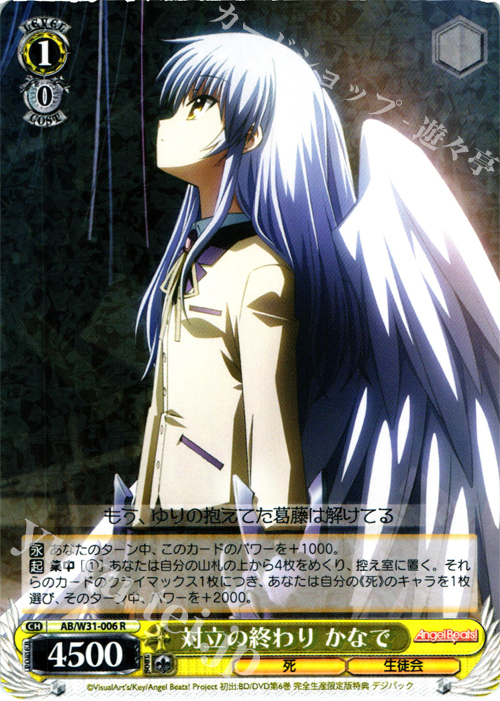 LEVEL
1
0
COST
カードショップ - 遊々亭
もう、ゆりの抱えてた葛藤は解けてる
永 あなたのターン中、このカードのパワーを+1000。
起 集中 [①] あなたは自分の山札の上から4枚をめくり、控え室に置く。それ
らのカードのクライマックス1枚につき、あなたは自分の《死》のキャラを1枚
選び、そのターン中、パワーを+2000。
CH AB/W31-006 R
対立の終わり かなで
Angel Beats!
POWER
4500
SOUL
死
生徒会
©VisualArt's/Key/Angel Beats! Project 初出:BD/DVD第6巻 完全生産限定版特典 デジパック